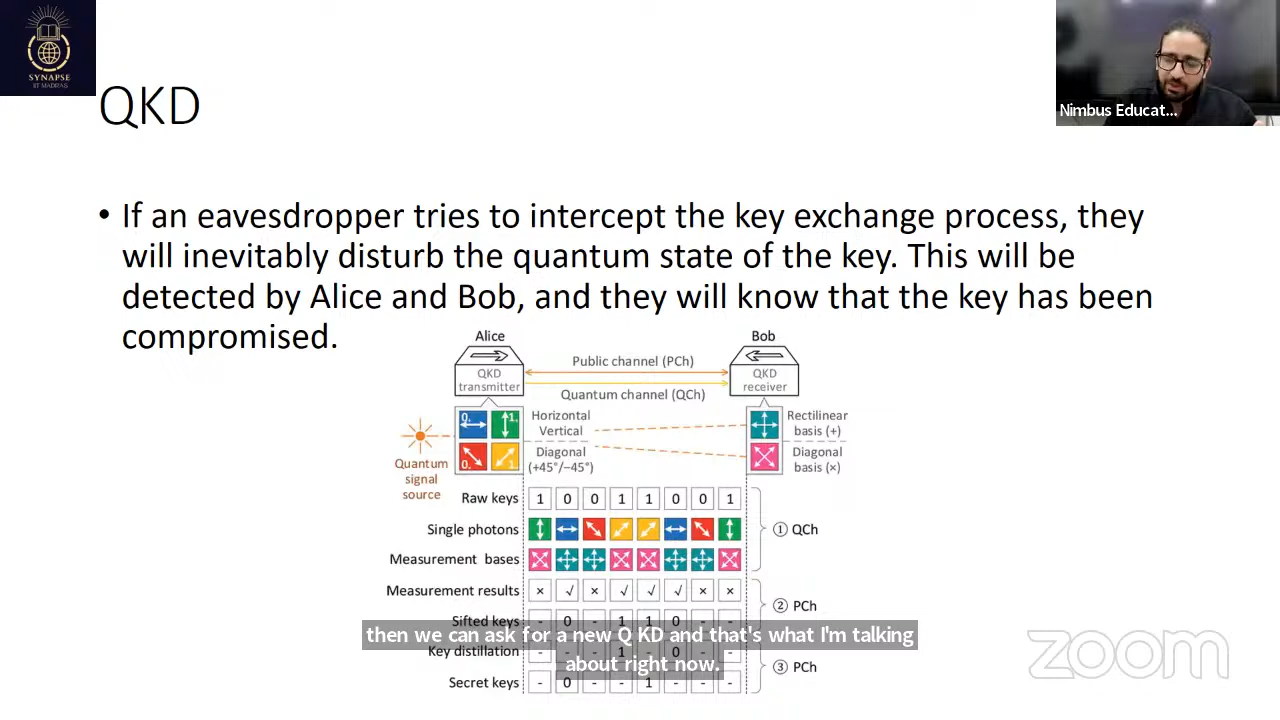 SYNAPSE
IIT MADRAS
Nimbus Educat...
QKD
• If an eavesdropper tries to intercept the key exchange process, they
will inevitably disturb the quantum state of the key. This will be
detected by Alice and Bob, and they will know that the key has been
compromised.
Alice
Bob
Public channel (PCh)
QKD
transmitter
QKD
receiver
Quantum channel (QCh)
0.
1.
Horizontal
Vertical
Rectilinear
basis (+)
0.
1.
Diagonal
(+45°/−45°)
Diagonal
basis (×)
Quantum
signal
source
Raw keys 1 0 0 1 1 0 0 1
Single photons
① QCh
Measurement bases
Measurement results × √ × √ √ √ × ×
② PCh
Sifted keys - 0 - 1 1 0 - -
then we can ask for a new Q KD and that's what I'm talking
about right now.
Key distillation - - 1 - 0 - -
③ PCh
Secret keys - 0 - - 1 - - -
zoom